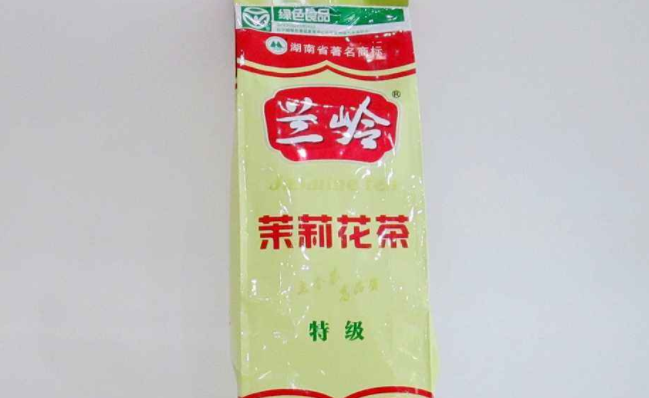 绿色食品
湖南省著名商标
兰岭®
Jasmine Tea
茉莉花茶
特级